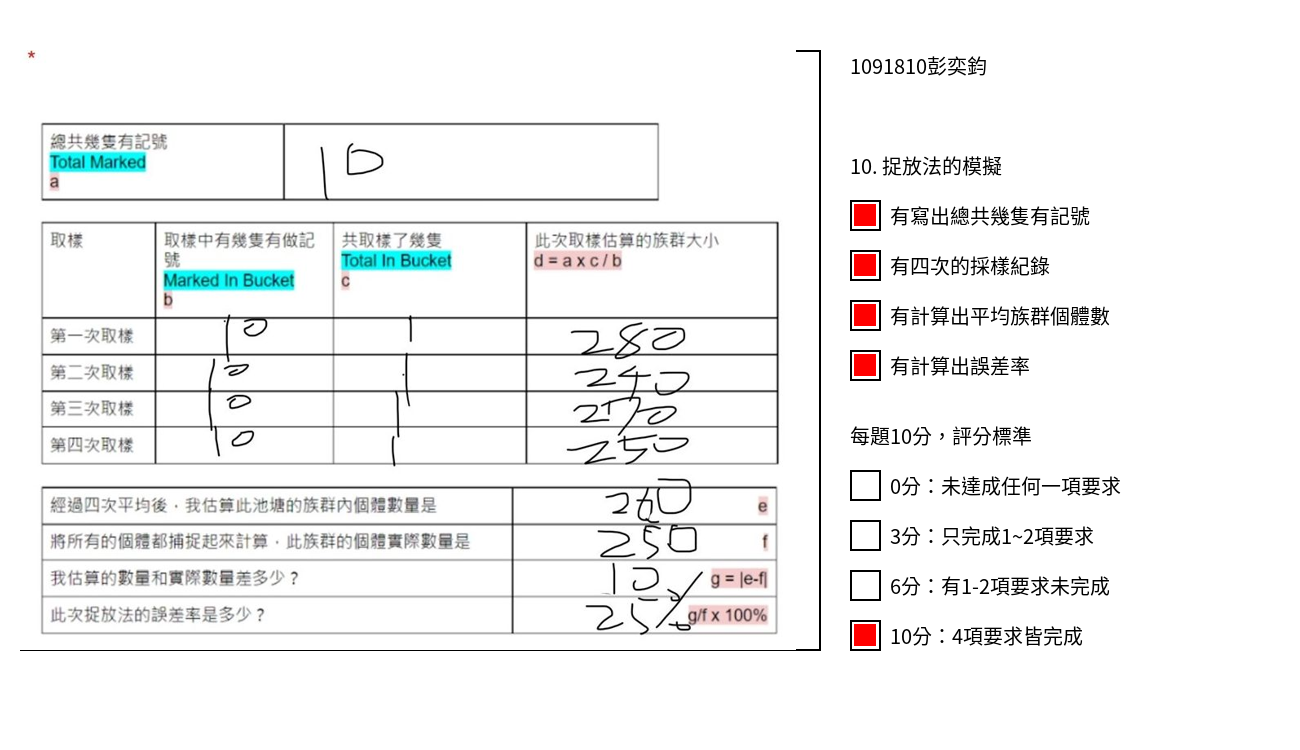 *
總共幾隻有記號
Total Marked
a
10
取樣
取樣中有幾隻有做記號
Marked In Bucket
b
共取樣了幾隻
Total In Bucket
c
此次取樣估算的族群大小
d = a x c / b
第一次取樣 10 1 280
第二次取樣 10 1 240
第三次取樣 10 1 270
第四次取樣 10 1 250
經過四次平均後，我估算此池塘的族群內個體數量是 260 e
將所有的個體都捕捉起來計算，此族群的個體實際數量是 250 f
我估算的數量和實際數量差多少？ 10 g = |e-f|
此次捉放法的誤差率是多少？ 25% g/f x 100%
1091810彭奕鈞
10. 捉放法的模擬
有寫出總共幾隻有記號
有四次的採樣紀錄
有計算出平均族群個體數
有計算出誤差率
每題10分，評分標準
0分：未達成任何一項要求
3分：只完成1~2項要求
6分：有1-2項要求未完成
10分：4項要求皆完成